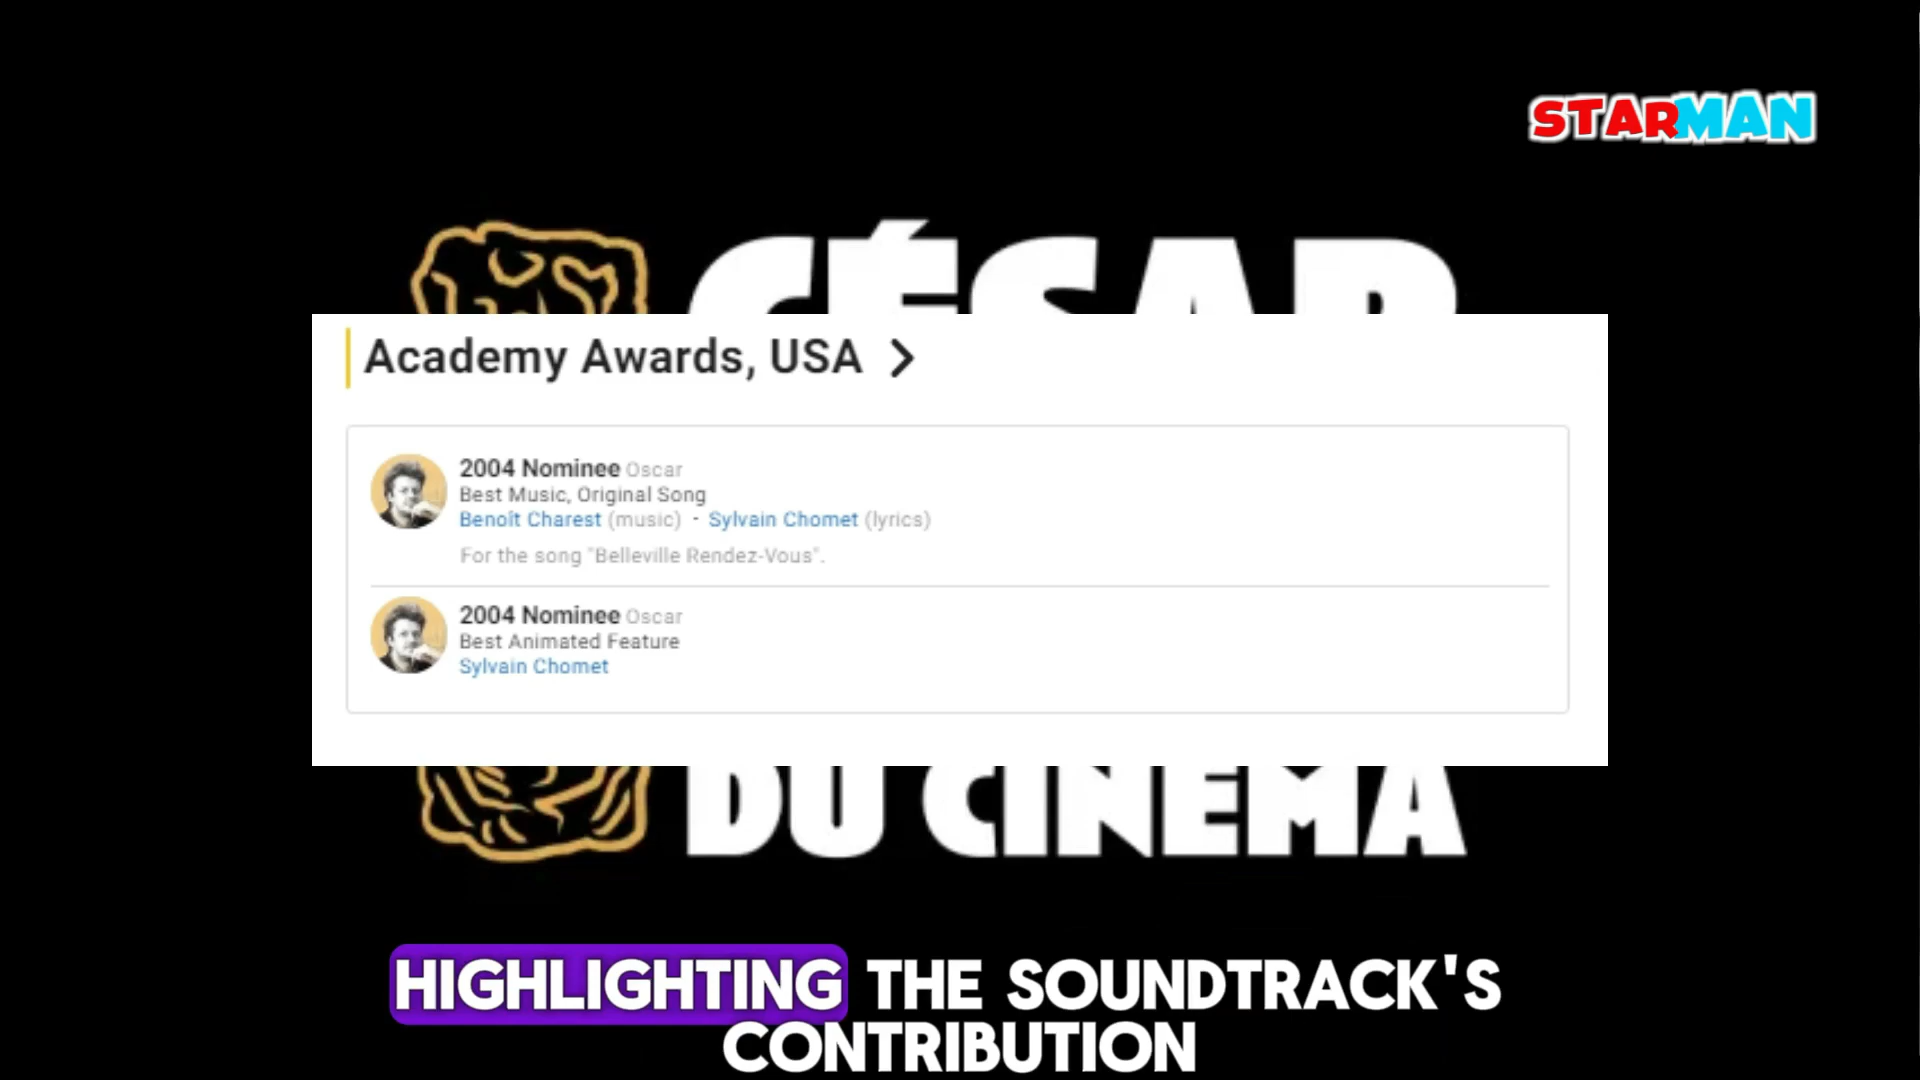 STARMAN
CÉSAR
Academy Awards, USA
2004 Nominee Oscar
Best Music, Original Song
Benoît Charest (music) · Sylvain Chomet (lyrics)
For the song "Belleville Rendez-Vous".
2004 Nominee Oscar
Best Animated Feature
Sylvain Chomet
DU CINEMA
HIGHLIGHTING THE SOUNDTRACK'S
CONTRIBUTION